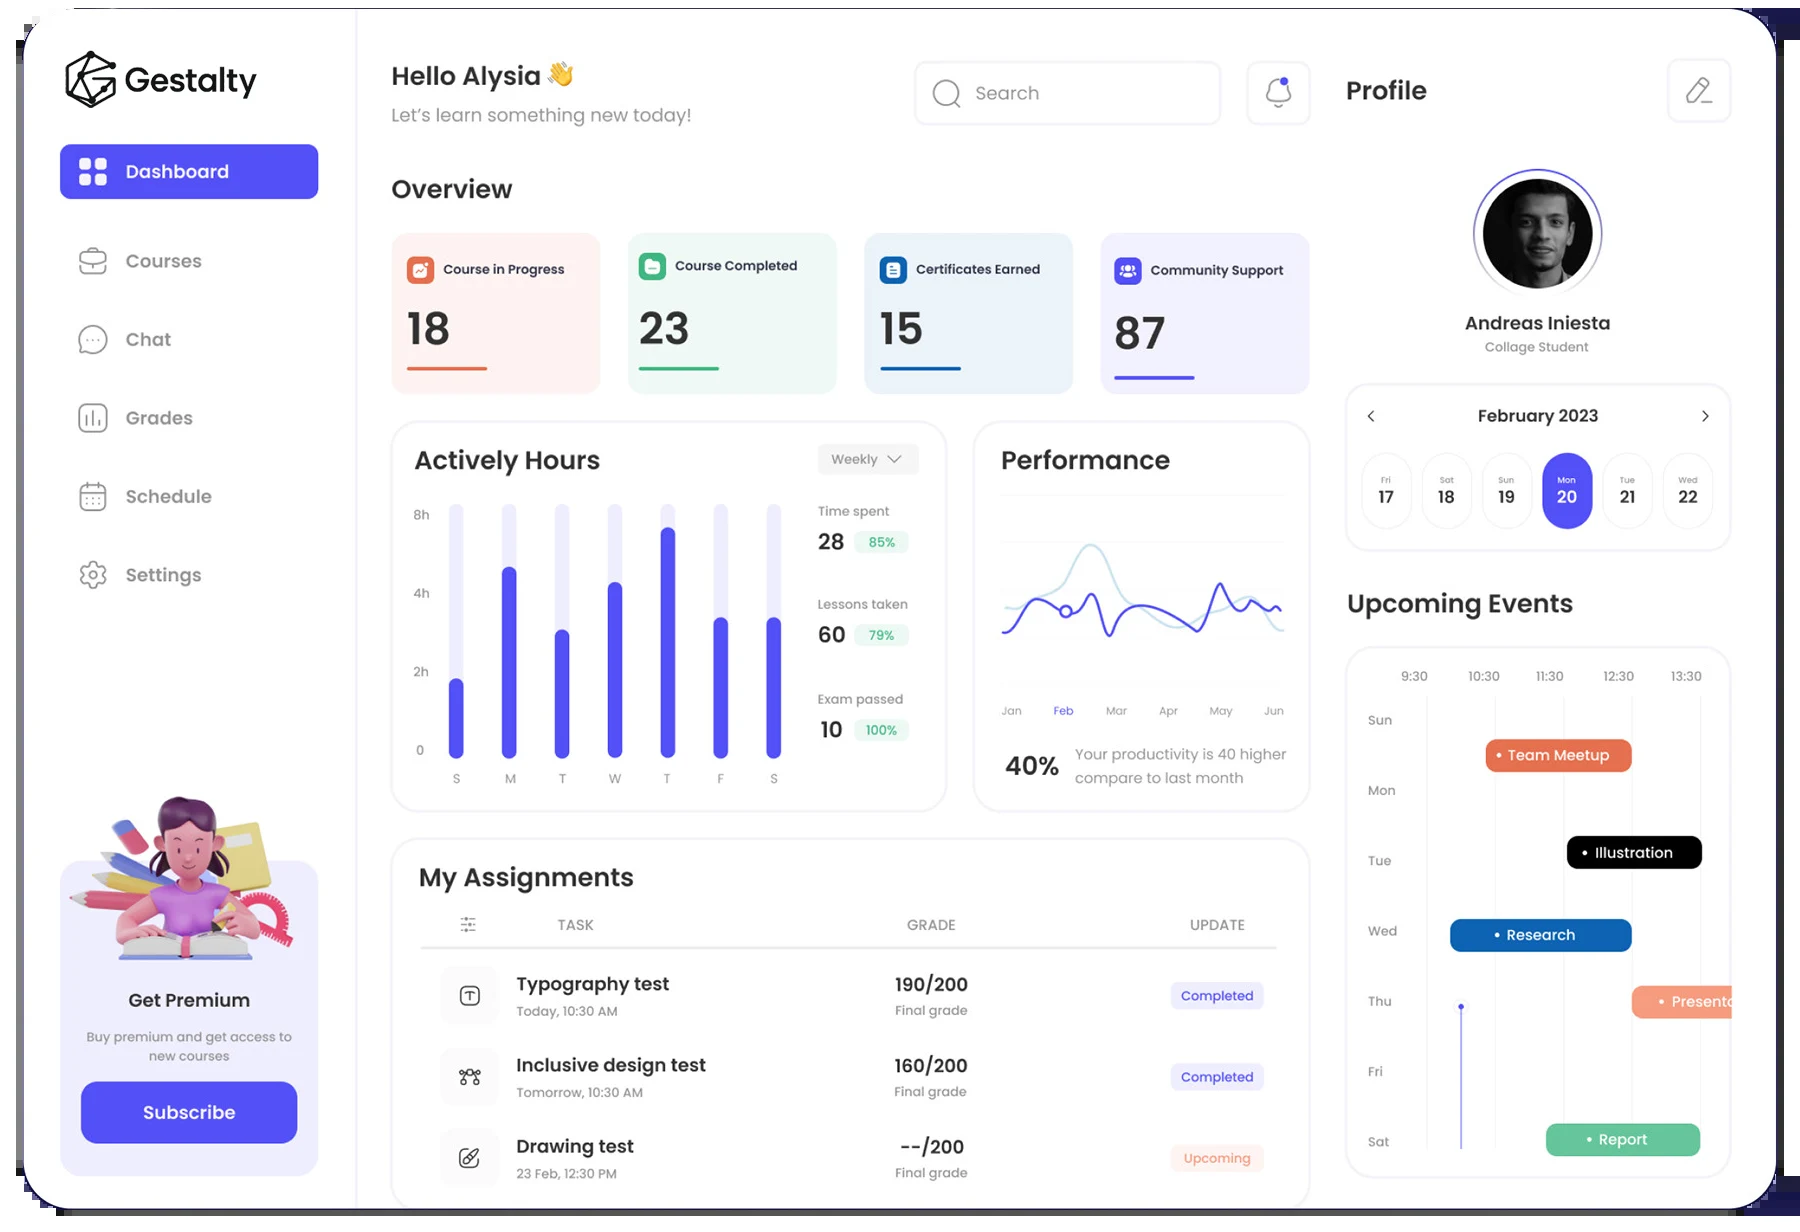 Gestalty
Dashboard
Courses
Chat
Grades
Schedule
Settings
Get Premium
Buy premium and get access to
new courses
Subscribe
Hello Alysia 👋
Let's learn something new today!
Search
Overview
Course in Progress
18
Course Completed
23
Certificates Earned
15
Community Support
87
Actively Hours
Weekly
8h
4h
2h
0
S M T W T F S
Time spent
28 85%
Lessons taken
60 79%
Exam passed
10 100%
Performance
Jan Feb Mar Apr May Jun
40%
Your productivity is 40 higher
compare to last month
My Assignments
TASK GRADE UPDATE
Typography test
Today, 10:30 AM
190/200
Final grade
Completed
Inclusive design test
Tomorrow, 10:30 AM
160/200
Final grade
Completed
Drawing test
23 Feb, 12:30 PM
--/200
Final grade
Upcoming
Profile
Andreas Iniesta
Collage Student
February 2023
Fri Sat Sun Mon Tue Wed
17 18 19 20 21 22
Upcoming Events
9:30 10:30 11:30 12:30 13:30
Sun
• Team Meetup
Mon
• Illustration
Tue
Wed
• Research
Thu
• Presento
Fri
Sat
• Report